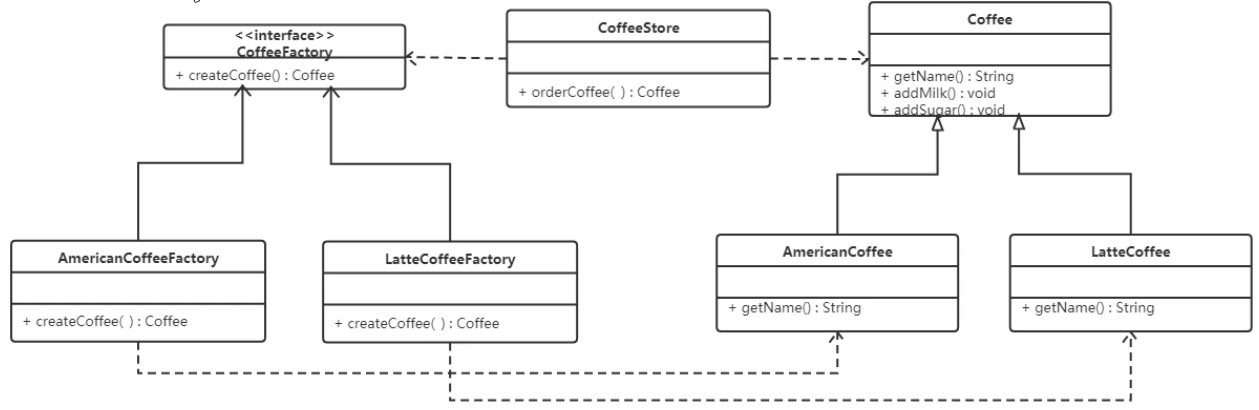 <<interface>>
CoffeeFactory
+ createCoffee() : Coffee
CoffeeStore
+ orderCoffee( ) : Coffee
Coffee
+ getName() : String
+ addMilk() : void
+ addSugar() : void
AmericanCoffeeFactory
+ createCoffee( ) : Coffee
LatteCoffeeFactory
+ createCoffee( ) : Coffee
AmericanCoffee
+ getName() : String
LatteCoffee
+ getName() : String